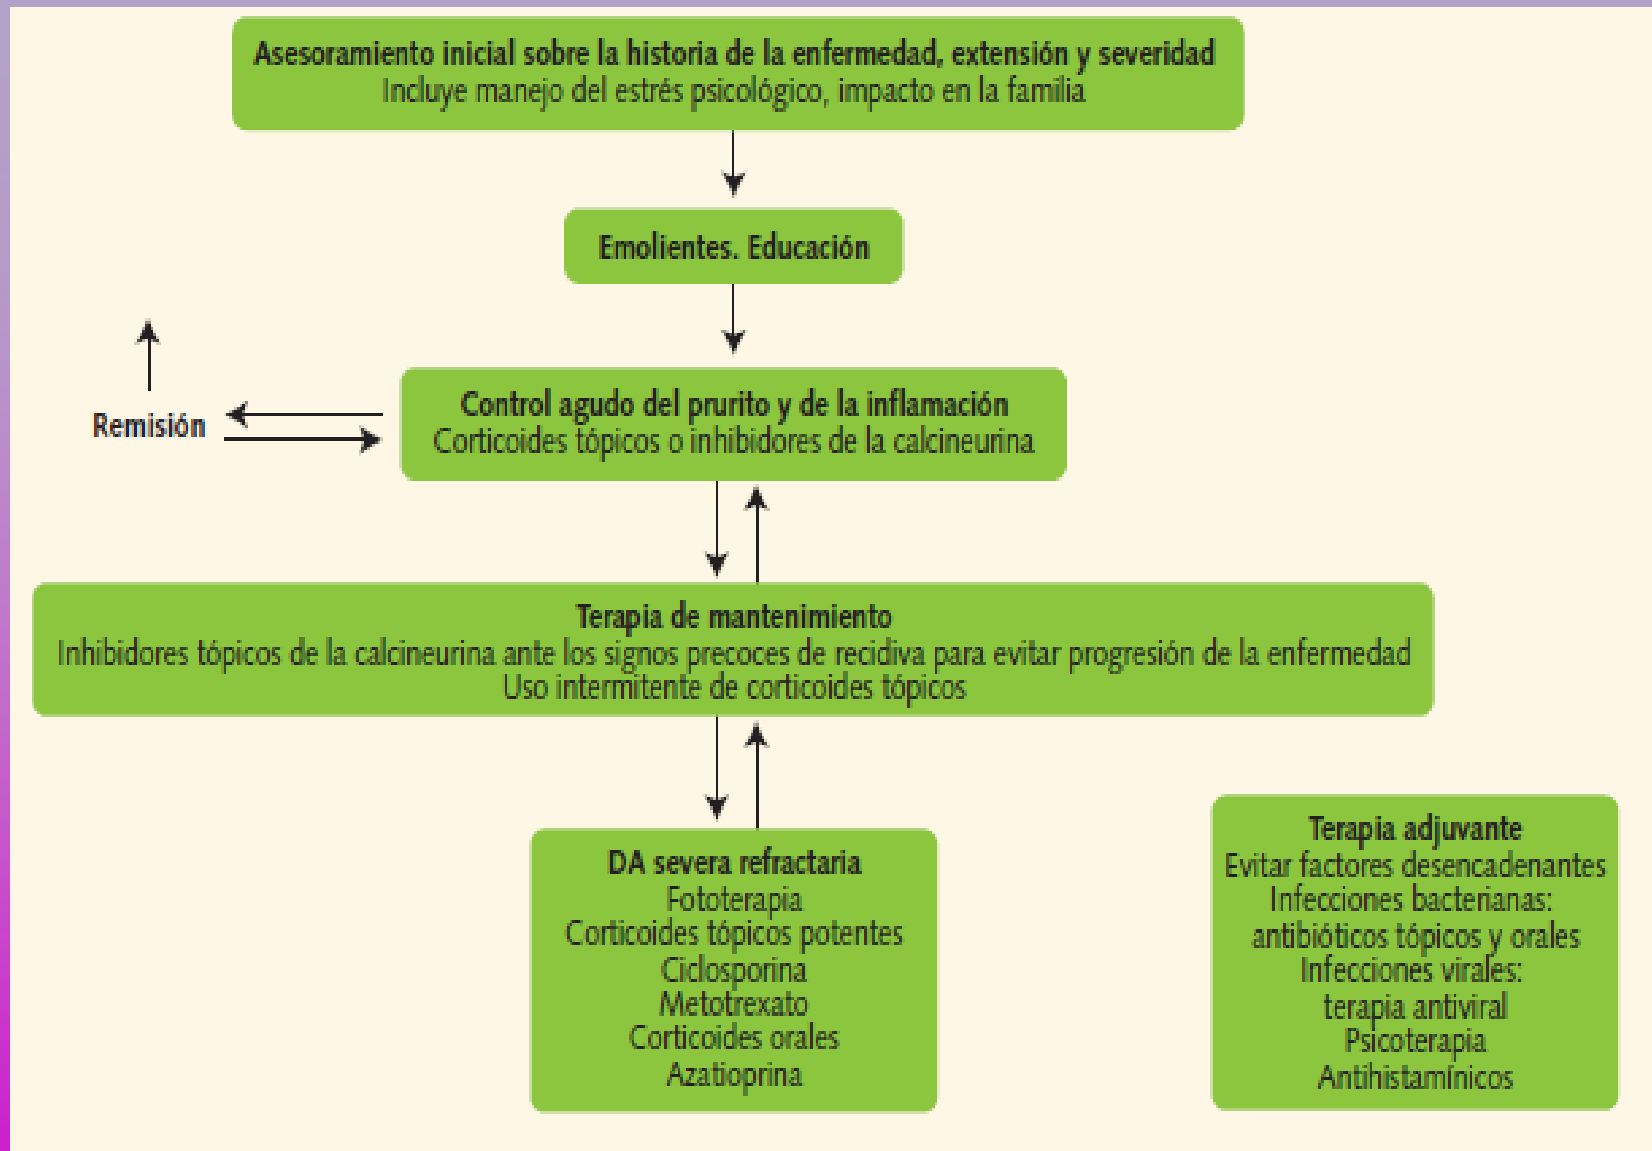 Asesoramiento inicial sobre la historia de la enfermedad, extensión y severidad
Incluye manejo del estrés psicológico, impacto en la familia
Emolientes. Educación
Remisión
Control agudo del prurito y de la inflamación
Corticoides tópicos o inhibidores de la calcineurina
Terapia de mantenimiento
Inhibidores tópicos de la calcineurina ante los signos precoces de recidiva para evitar progresión de la enfermedad
Uso intermitente de corticoides tópicos
DA severa refractaria
Fototerapia
Corticoides tópicos potentes
Ciclosporina
Metotrexato
Corticoides orales
Azatioprina
Terapia adjuvante
Evitar factores desencadenantes
Infecciones bacterianas:
antibióticos tópicos y orales
Infecciones virales:
terapia antiviral
Psicoterapia
Antihistamínicos